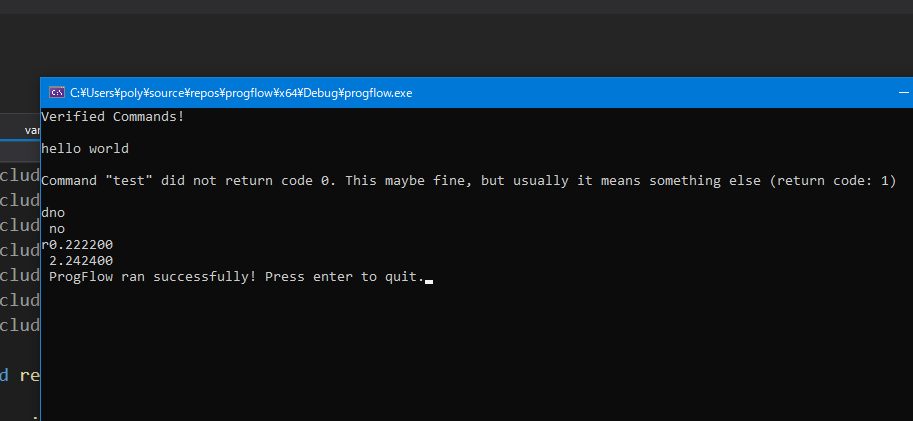 C:¥Users¥poly¥source¥repos¥progflow¥x64¥Debug¥progflow.exe
Verified Commands!
var
hello world
clud
Command "test" did not return code 0. This maybe fine, but usually it means something else (return code: 1)
clud
dno
clud
no
r0.222200
clud
2.242400
clud
ProgFlow ran successfully! Press enter to quit.
clud
clud
d re